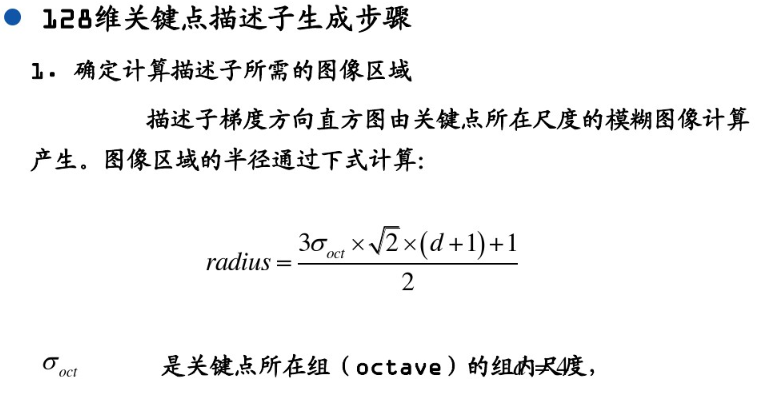 128维关键点描述子生成步骤
1. 确定计算描述子所需的图像区域
描述子梯度方向直方图由关键点所在尺度的模糊图像计算
产生。图像区域的半径通过下式计算:
radius = \frac{3\sigma_{oct} \times \sqrt{2} \times (d+1)+1}{2}
σ_oct 是关键点所在组(octave)的组内尺度, d=4